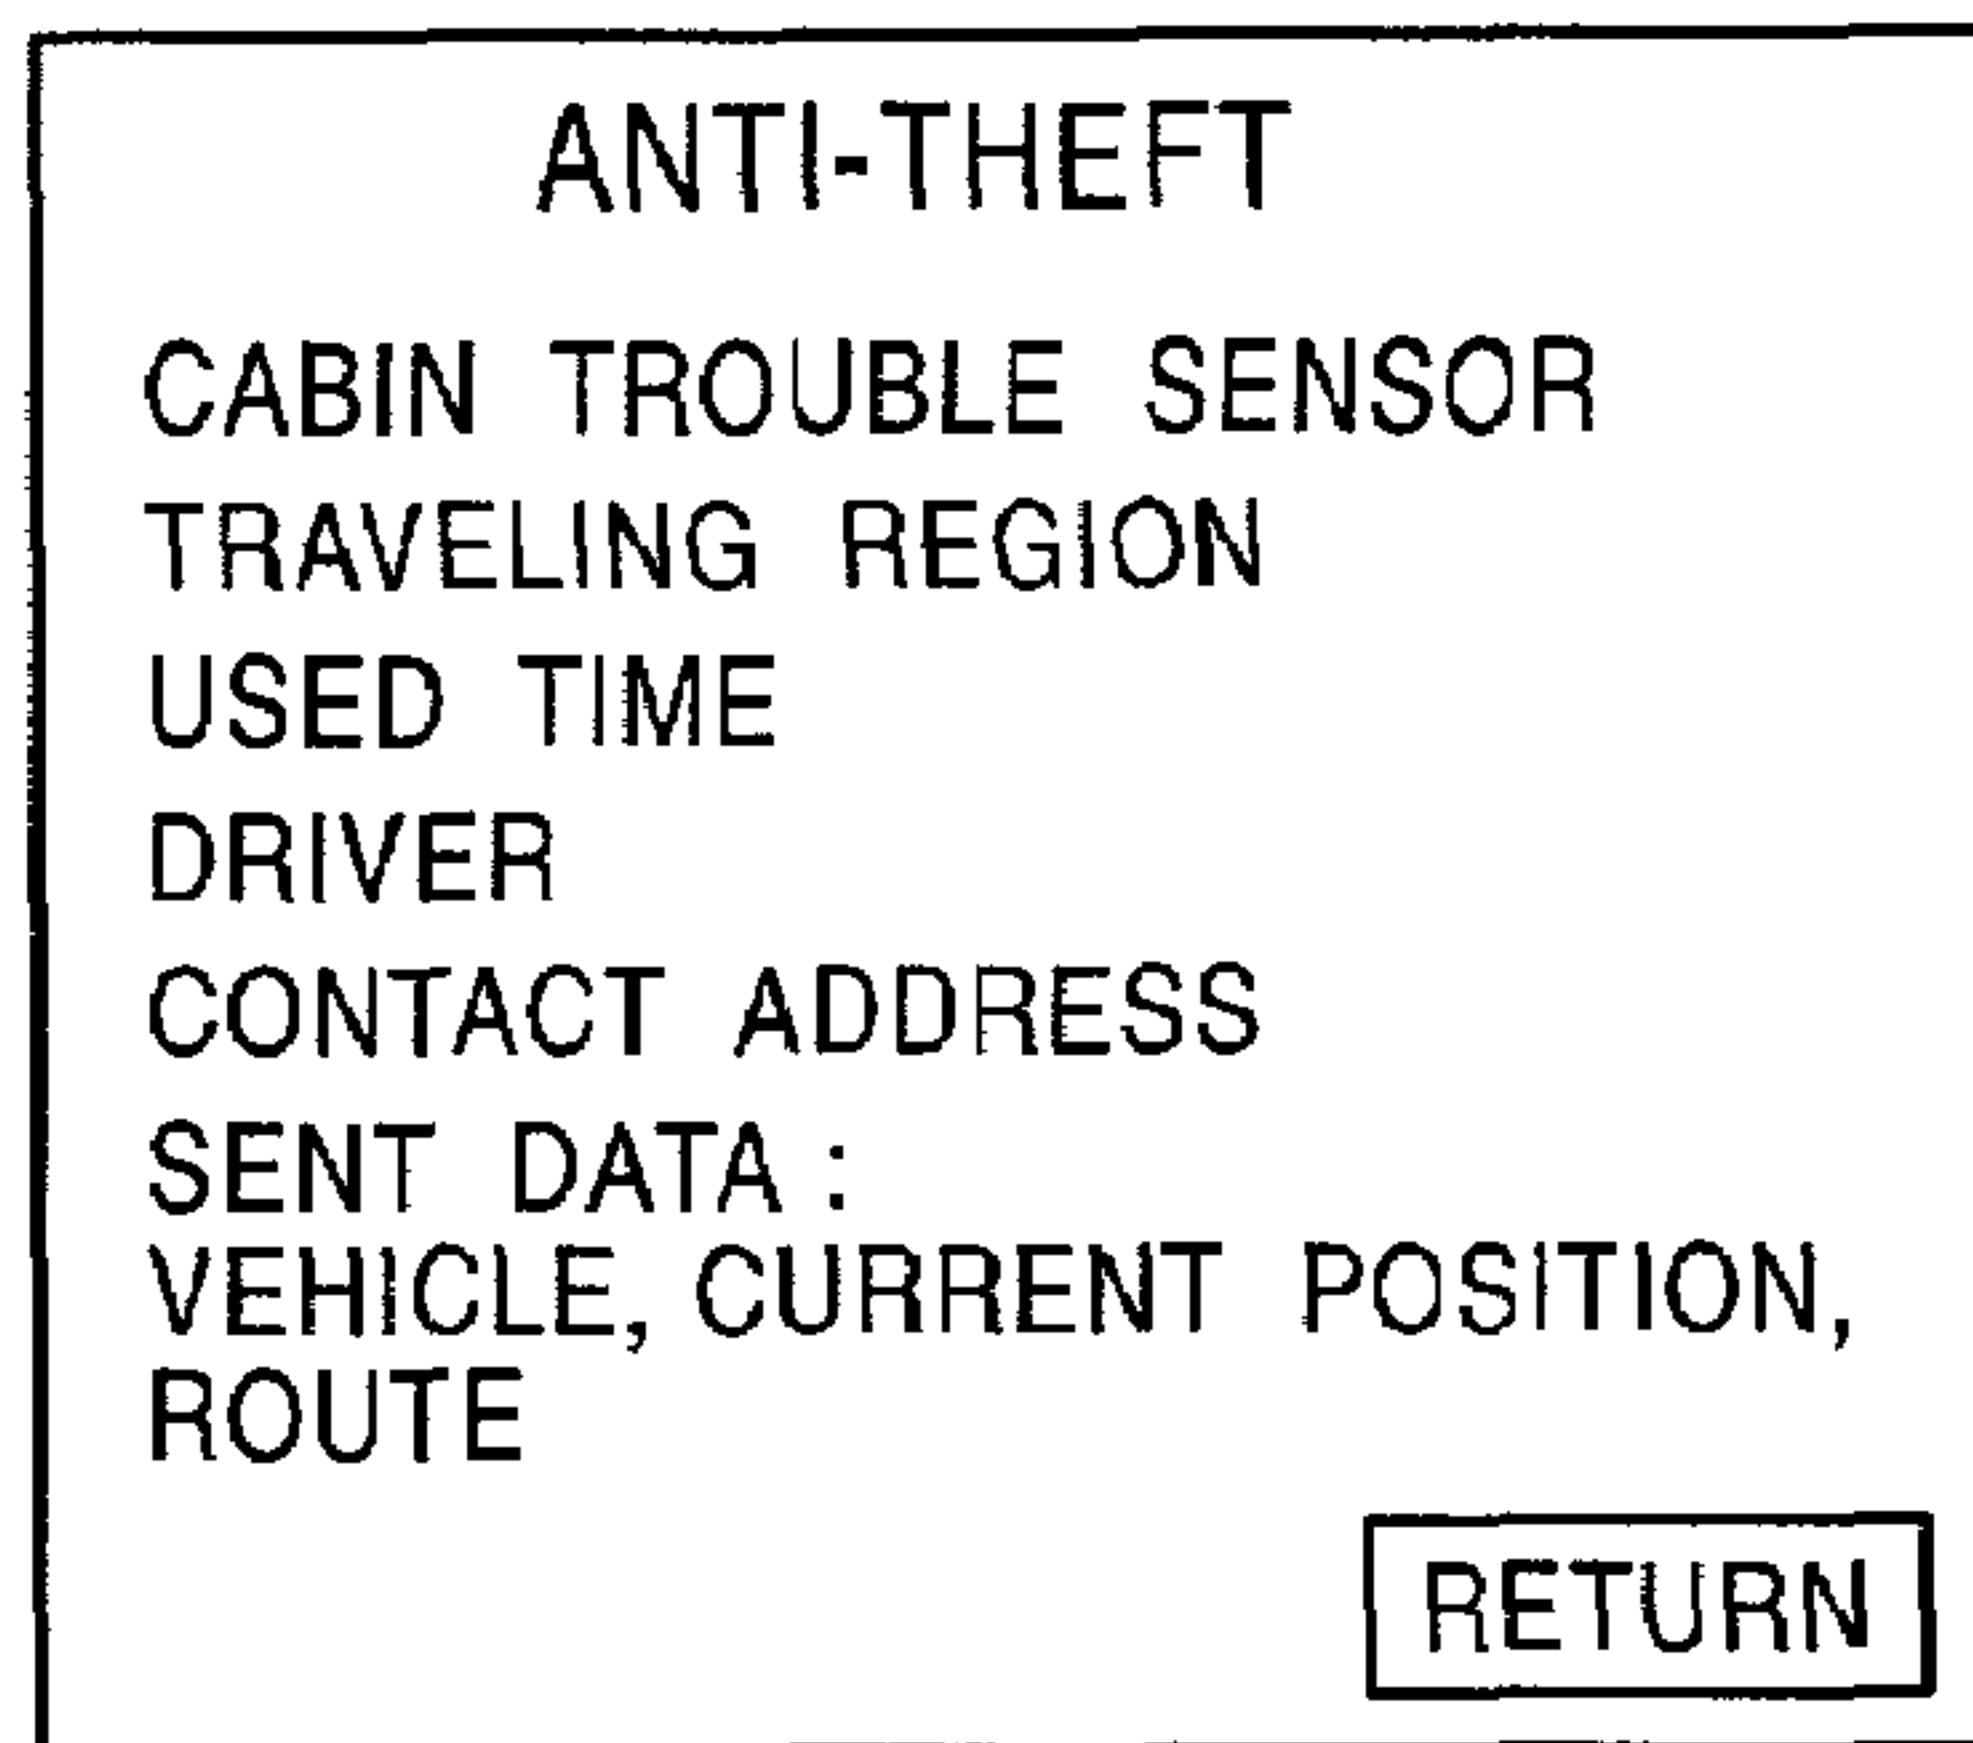 ANTI-THEFT
CABIN TROUBLE SENSOR
TRAVELING REGION
USED TIME
DRIVER
CONTACT ADDRESS
SENT DATA :
VEHICLE, CURRENT POSITION,
ROUTE
RETURN